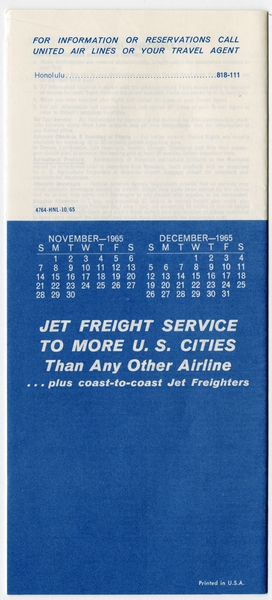 FOR INFORMATION OR RESERVATIONS CALL
UNITED AIR LINES OR YOUR TRAVEL AGENT
Honolulu........................................................818-111
4704-HNL-10/65
NOVEMBER—1965
S M T W T F S
1 2 3 4 5 6
7 8 9 10 11 12 13
14 15 16 17 18 19 20
21 22 23 24 25 26 27
28 29 30
DECEMBER—1965
S M T W T F S
1 2 3 4
5 6 7 8 9 10 11
12 13 14 15 16 17 18
19 20 21 22 23 24 25
26 27 28 29 30 31
JET FREIGHT SERVICE
TO MORE U. S. CITIES
Than Any Other Airline
. . . plus coast-to-coast Jet Freighters
Printed in U.S.A.